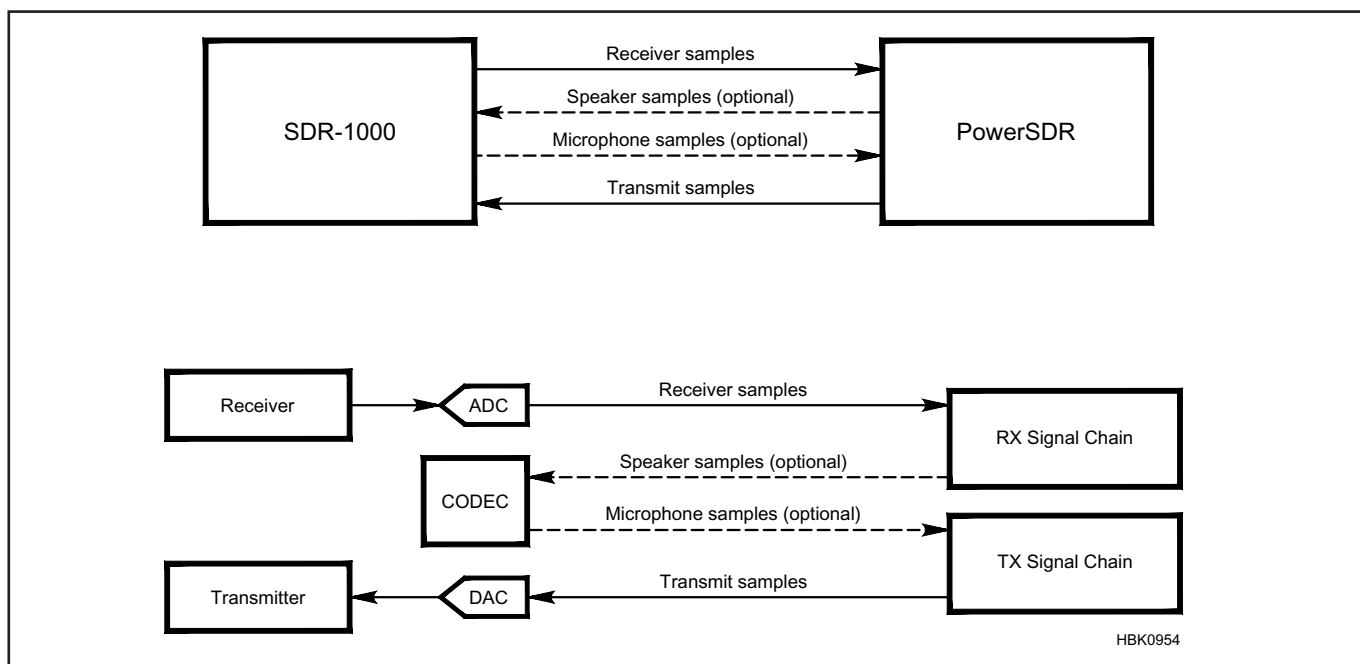 SDR-1000
Receiver samples
Speaker samples (optional)
Microphone samples (optional)
Transmit samples
PowerSDR
Receiver
ADC
Receiver samples
RX Signal Chain
Speaker samples (optional)
CODEC
Microphone samples (optional)
TX Signal Chain
Transmitter
DAC
Transmit samples
HBK0954